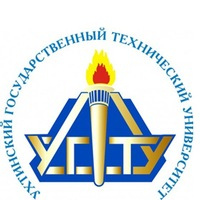 УХТИНСКИЙ ГОСУДАРСТВЕННЫЙ ТЕХНИЧЕСКИЙ УНИВЕРСИТЕТ
УГТУ